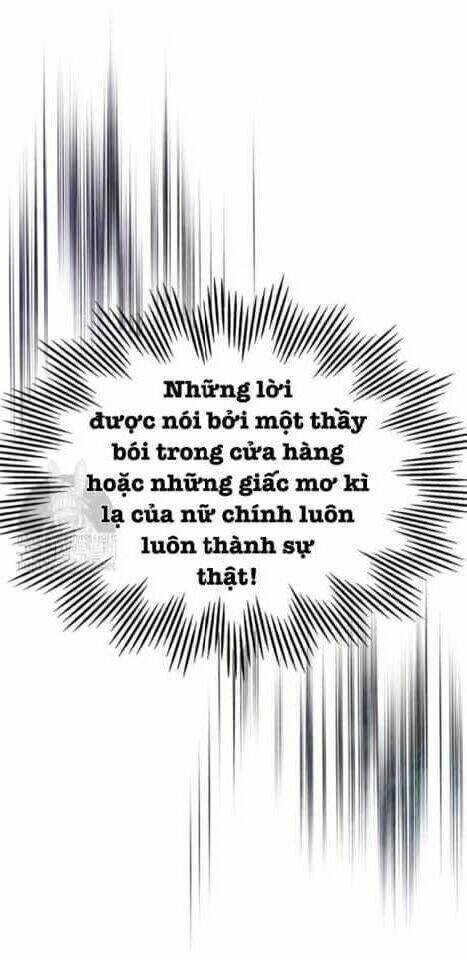 Những lời
được nói bởi một thầy
bói trong cửa hàng
hoặc những giấc mơ kì
lạ của nữ chính luôn
luôn thành sự
thật!